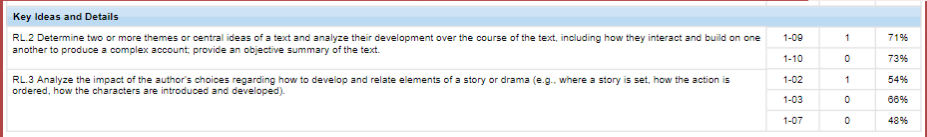 Key Ideas and Details
RL.2 Determine two or more themes or central ideas of a text and analyze their development over the course of the text, including how they interact and build on one
another to produce a complex account; provide an objective summary of the text.
1-09 1 71%
1-10 0 73%
RL.3 Analyze the impact of the author's choices regarding how to develop and relate elements of a story or drama (e.g., where a story is set, how the action is
ordered, how the characters are introduced and developed).
1-02 1 54%
1-03 0 66%
1-07 0 48%